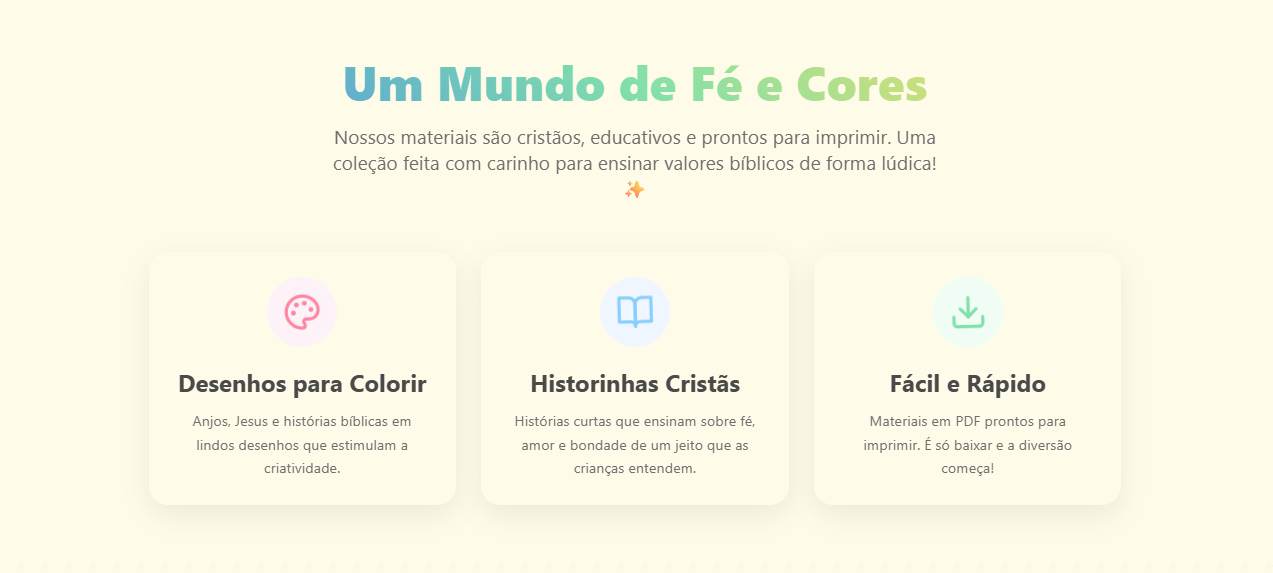 Um Mundo de Fé e Cores
Nossos materiais são cristãos, educativos e prontos para imprimir. Uma
coleção feita com carinho para ensinar valores bíblicos de forma lúdica!
✨
Desenhos para Colorir
Anjos, Jesus e histórias bíblicas em
lindos desenhos que estimulam a
criatividade.
Historinhas Cristãs
Histórias curtas que ensinam sobre fé,
amor e bondade de um jeito que as
crianças entendem.
Fácil e Rápido
Materiais em PDF prontos para
imprimir. É só baixar e a diversão
começa!